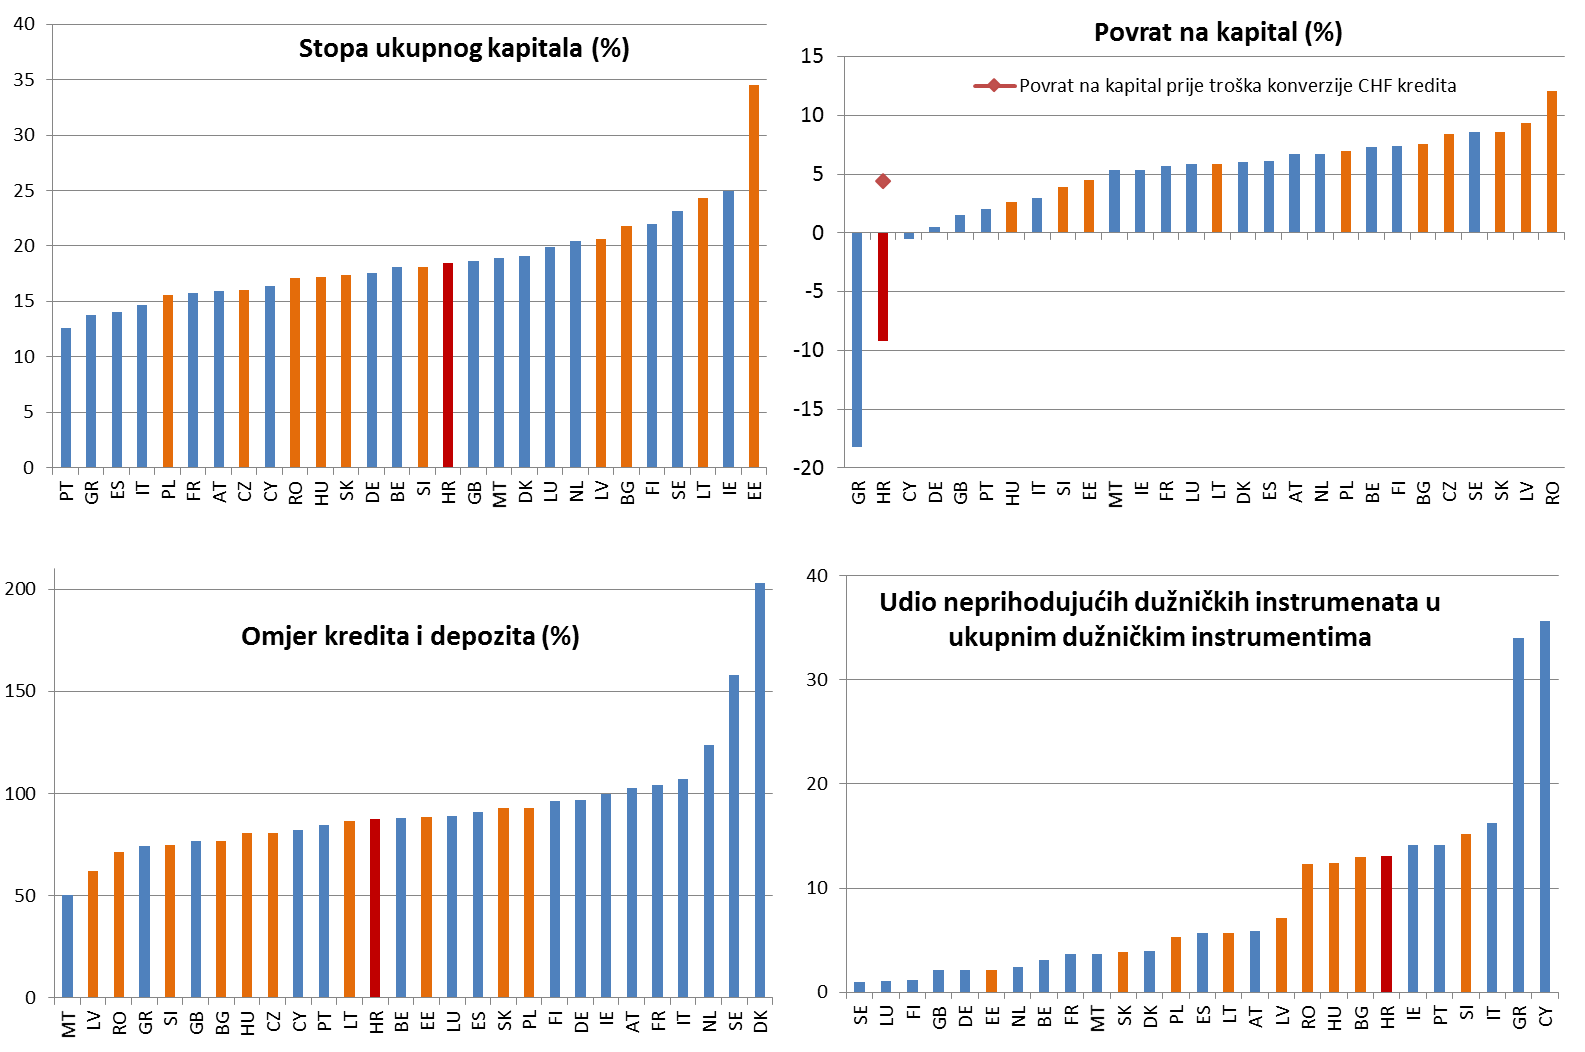 Stopa ukupnog kapitala (%)
40
35
30
25
20
15
10
5
0
PT GR ES IT PL FR AT CZ CY RO HU SK DE BE SI HR GB MT DK LU NL LV BG FI SE LT IE EE
Povrat na kapital (%)
Povrat na kapital prije troška konverzije CHF kredita
15
10
5
0
-5
-10
-15
-20
GR HR CY DE GB PT HU IT SI EE MT IE FR LU LT DK ES AT NL PL BE FI BG CZ SE SK LV RO
Omjer kredita i depozita (%)
200
150
100
50
0
MT LV RO GR SI GB BG HU CZ CY PT LT HR BE EE LU ES SK PL FI DE IE AT FR IT NL SE DK
Udio neprihodujućih dužničkih instrumenata u
ukupnim dužničkim instrumentima
40
30
20
10
0
SE LU FI GB DE EE NL BE FR MT SK DK PL ES LT AT LV RO HU BG HR IE PT SI IT GR CY